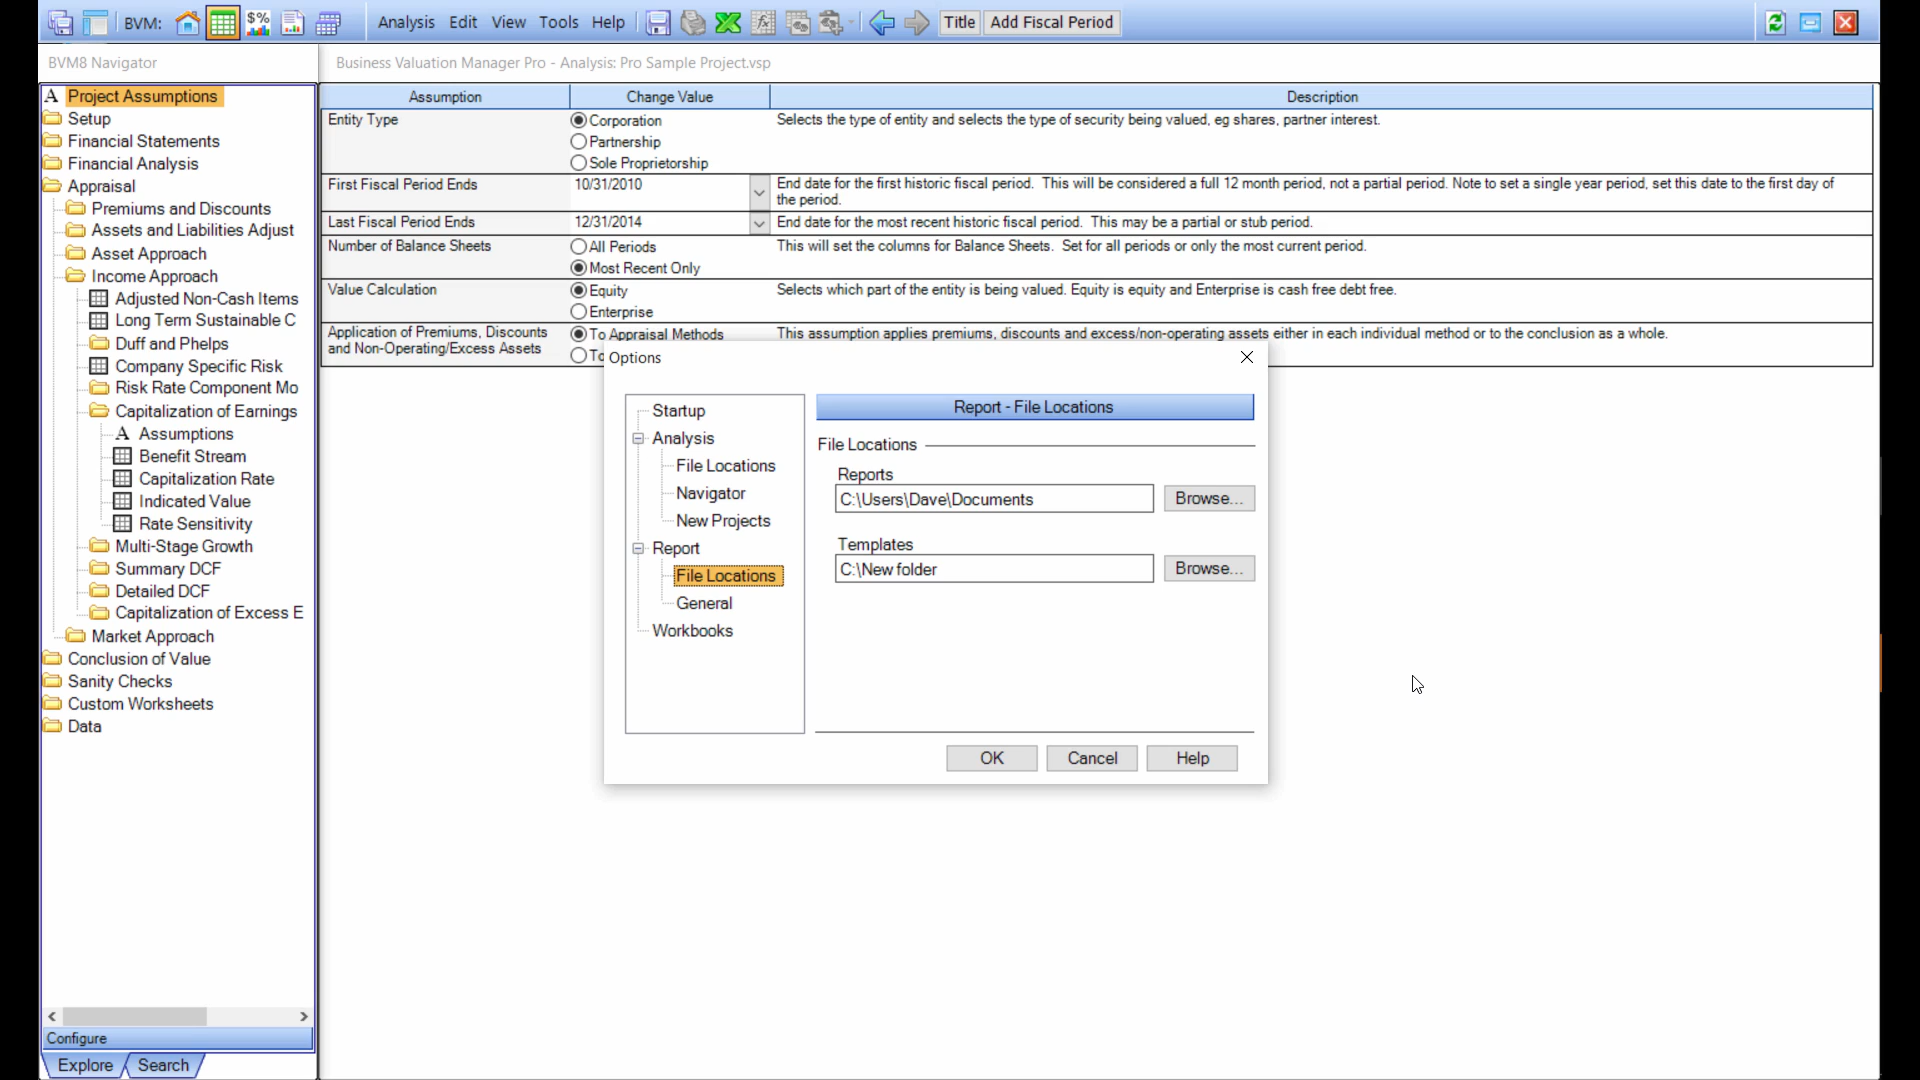 BVM:
$%
Analysis Edit View Tools Help
Title
Add Fiscal Period
BVM8 Navigator
Business Valuation Manager Pro - Analysis: Pro Sample Project.vsp
A Project Assumptions
Setup
Financial Statements
Financial Analysis
Appraisal
Premiums and Discounts
Assets and Liabilities Adjust
Asset Approach
Income Approach
Adjusted Non-Cash Items
Long Term Sustainable C
Duff and Phelps
Company Specific Risk
Risk Rate Component Mo
Capitalization of Earnings
A Assumptions
Benefit Stream
Capitalization Rate
Indicated Value
Rate Sensitivity
Multi-Stage Growth
Summary DCF
Detailed DCF
Capitalization of Excess E
Market Approach
Conclusion of Value
Sanity Checks
Custom Worksheets
Data
Configure
Explore
Search
Assumption Change Value Description
Entity Type
Corporation
Partnership
Sole Proprietorship
Selects the type of entity and selects the type of security being valued, eg shares, partner interest.
First Fiscal Period Ends
10/31/2010
End date for the first historic fiscal period. This will be considered a full 12 month period, not a partial period. Note to set a single year period, set this date to the first day of
the period.
Last Fiscal Period Ends
12/31/2014
End date for the most recent historic fiscal period. This may be a partial or stub period.
Number of Balance Sheets
All Periods
Most Recent Only
This will set the columns for Balance Sheets. Set for all periods or only the most current period.
Value Calculation
Equity
Enterprise
Selects which part of the entity is being valued. Equity is equity and Enterprise is cash free debt free.
Application of Premiums, Discounts
and Non-Operating/Excess Assets
To Appraisal Methods
This assumption applies premiums, discounts and excess/non-operating assets either in each individual method or to the conclusion as a whole.
Options
Startup
Analysis
File Locations
Navigator
New Projects
Report
File Locations
General
Workbooks
Report - File Locations
File Locations
Reports
C:\Users\Dave\Documents
Browse...
Templates
C:\New folder
Browse...
OK
Cancel
Help